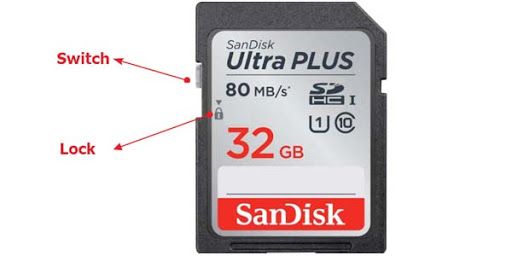 SanDisk
Ultra PLUS
Switch
80 MB/s*
SD HC I
U1 10
Lock
32 GB
SanDisk